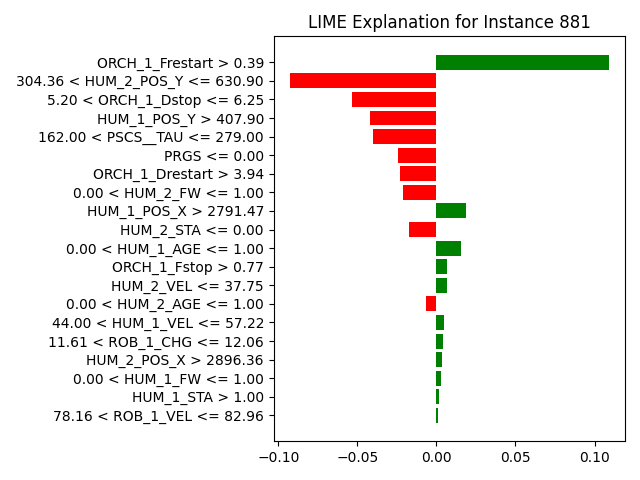 LIME Explanation for Instance 881
ORCH_1_Frestart > 0.39
304.36 < HUM_2_POS_Y <= 630.90
5.20 < ORCH_1_Dstop <= 6.25
HUM_1_POS_Y > 407.90
162.00 < PSCS__TAU <= 279.00
PRGS <= 0.00
ORCH_1_Drestart > 3.94
0.00 < HUM_2_FW <= 1.00
HUM_1_POS_X > 2791.47
HUM_2_STA <= 0.00
0.00 < HUM_1_AGE <= 1.00
ORCH_1_Fstop > 0.77
HUM_2_VEL <= 37.75
0.00 < HUM_2_AGE <= 1.00
44.00 < HUM_1_VEL <= 57.22
11.61 < ROB_1_CHG <= 12.06
HUM_2_POS_X > 2896.36
0.00 < HUM_1_FW <= 1.00
HUM_1_STA > 1.00
78.16 < ROB_1_VEL <= 82.96
−0.10 −0.05 0.00 0.05 0.10